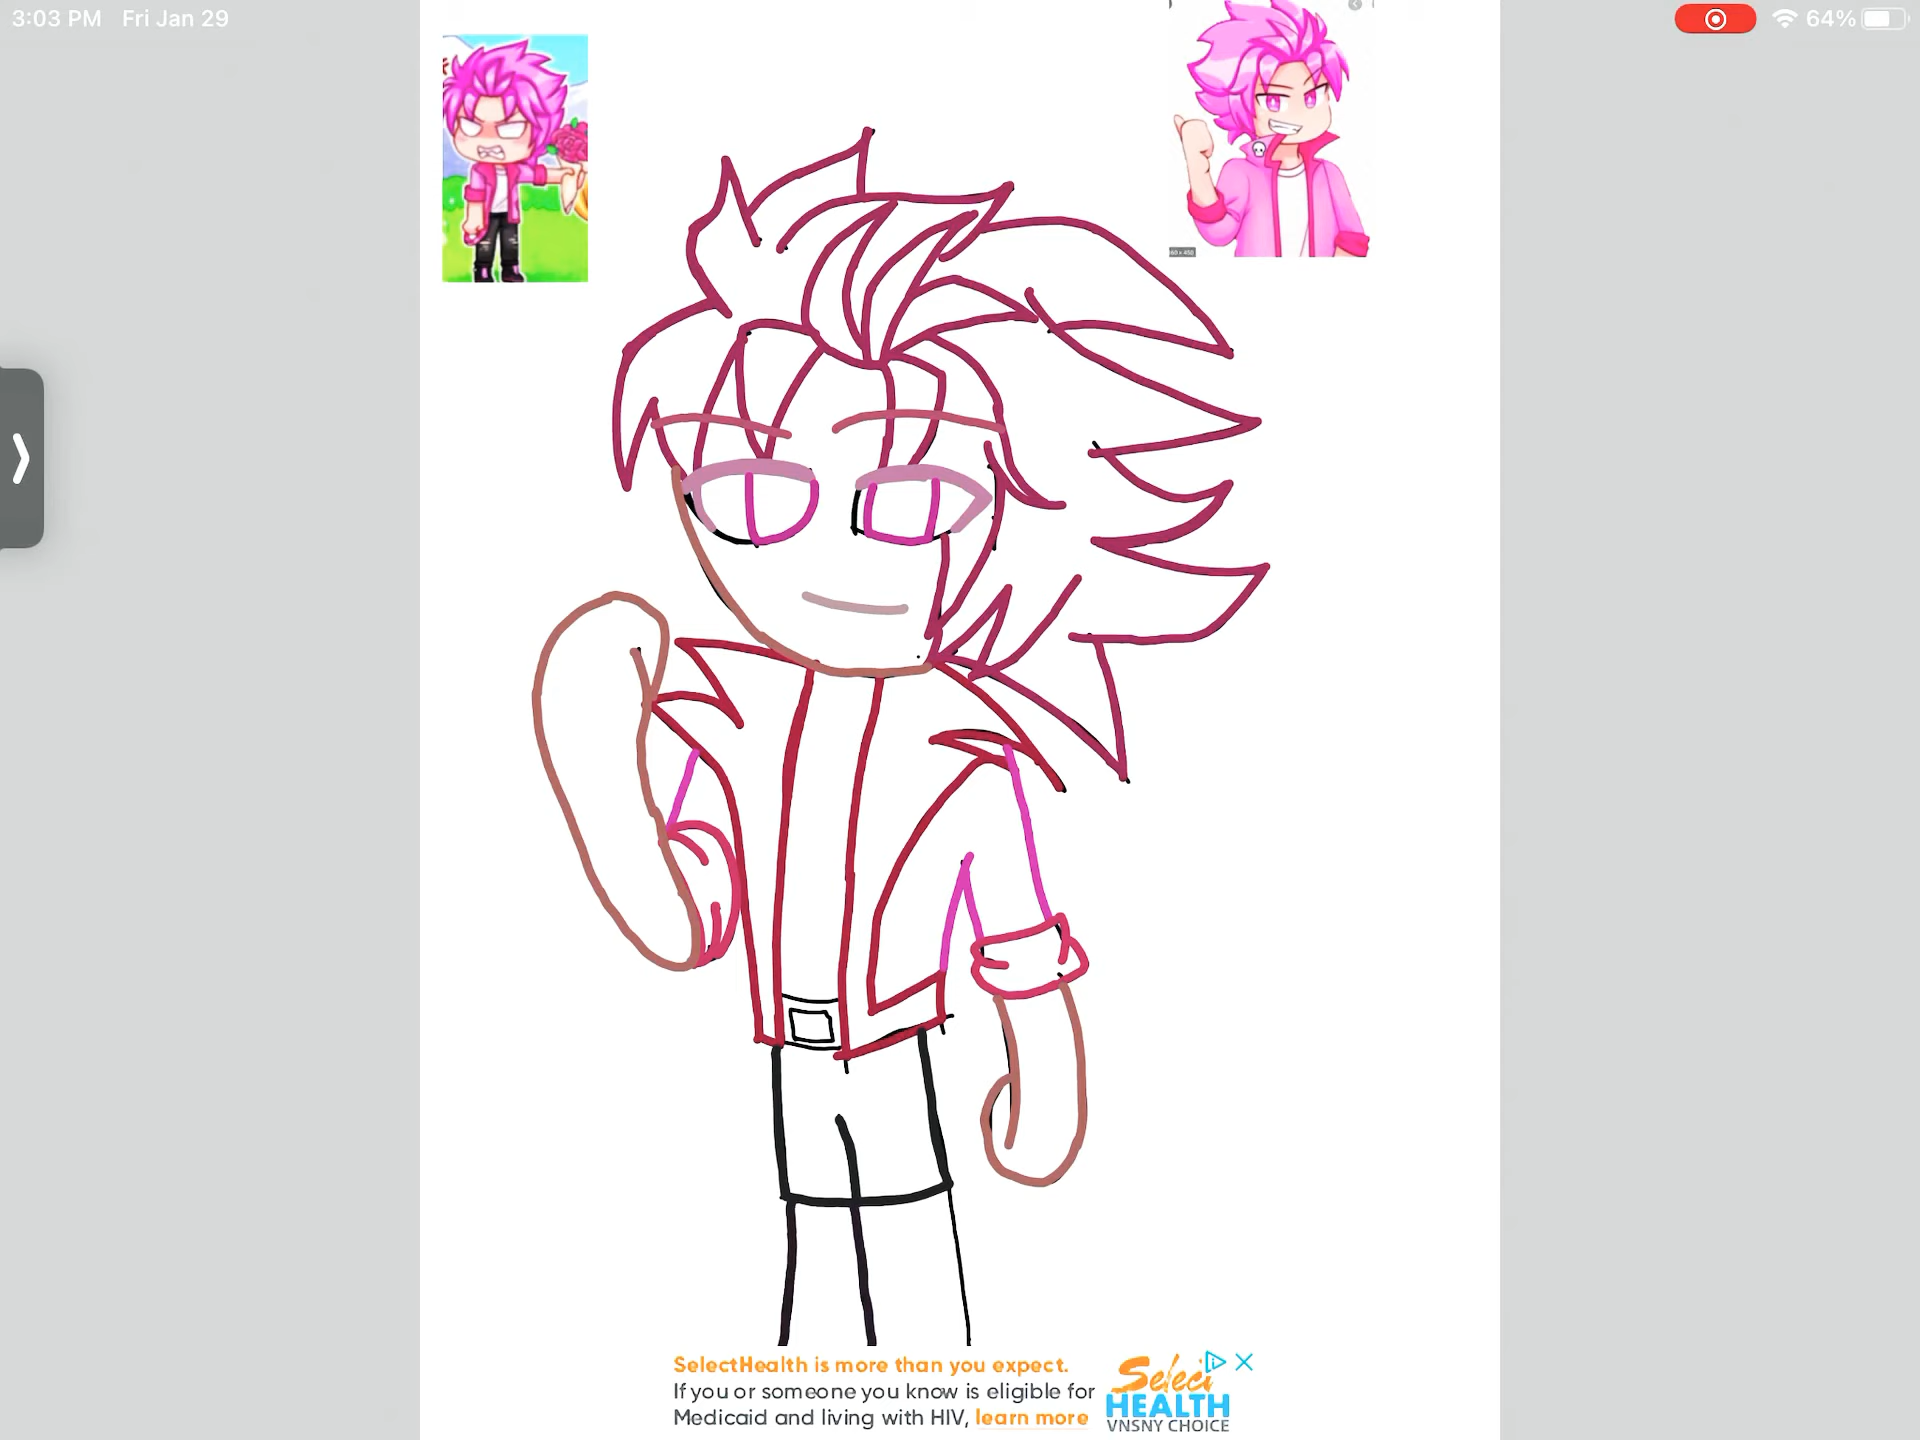 3:03 PM Fri Jan 29
64%
SelectHealth is more than you expect.
If you or someone you know is eligible for
Medicaid and living with HIV, learn more
Select
HEALTH
VNSNY CHOICE